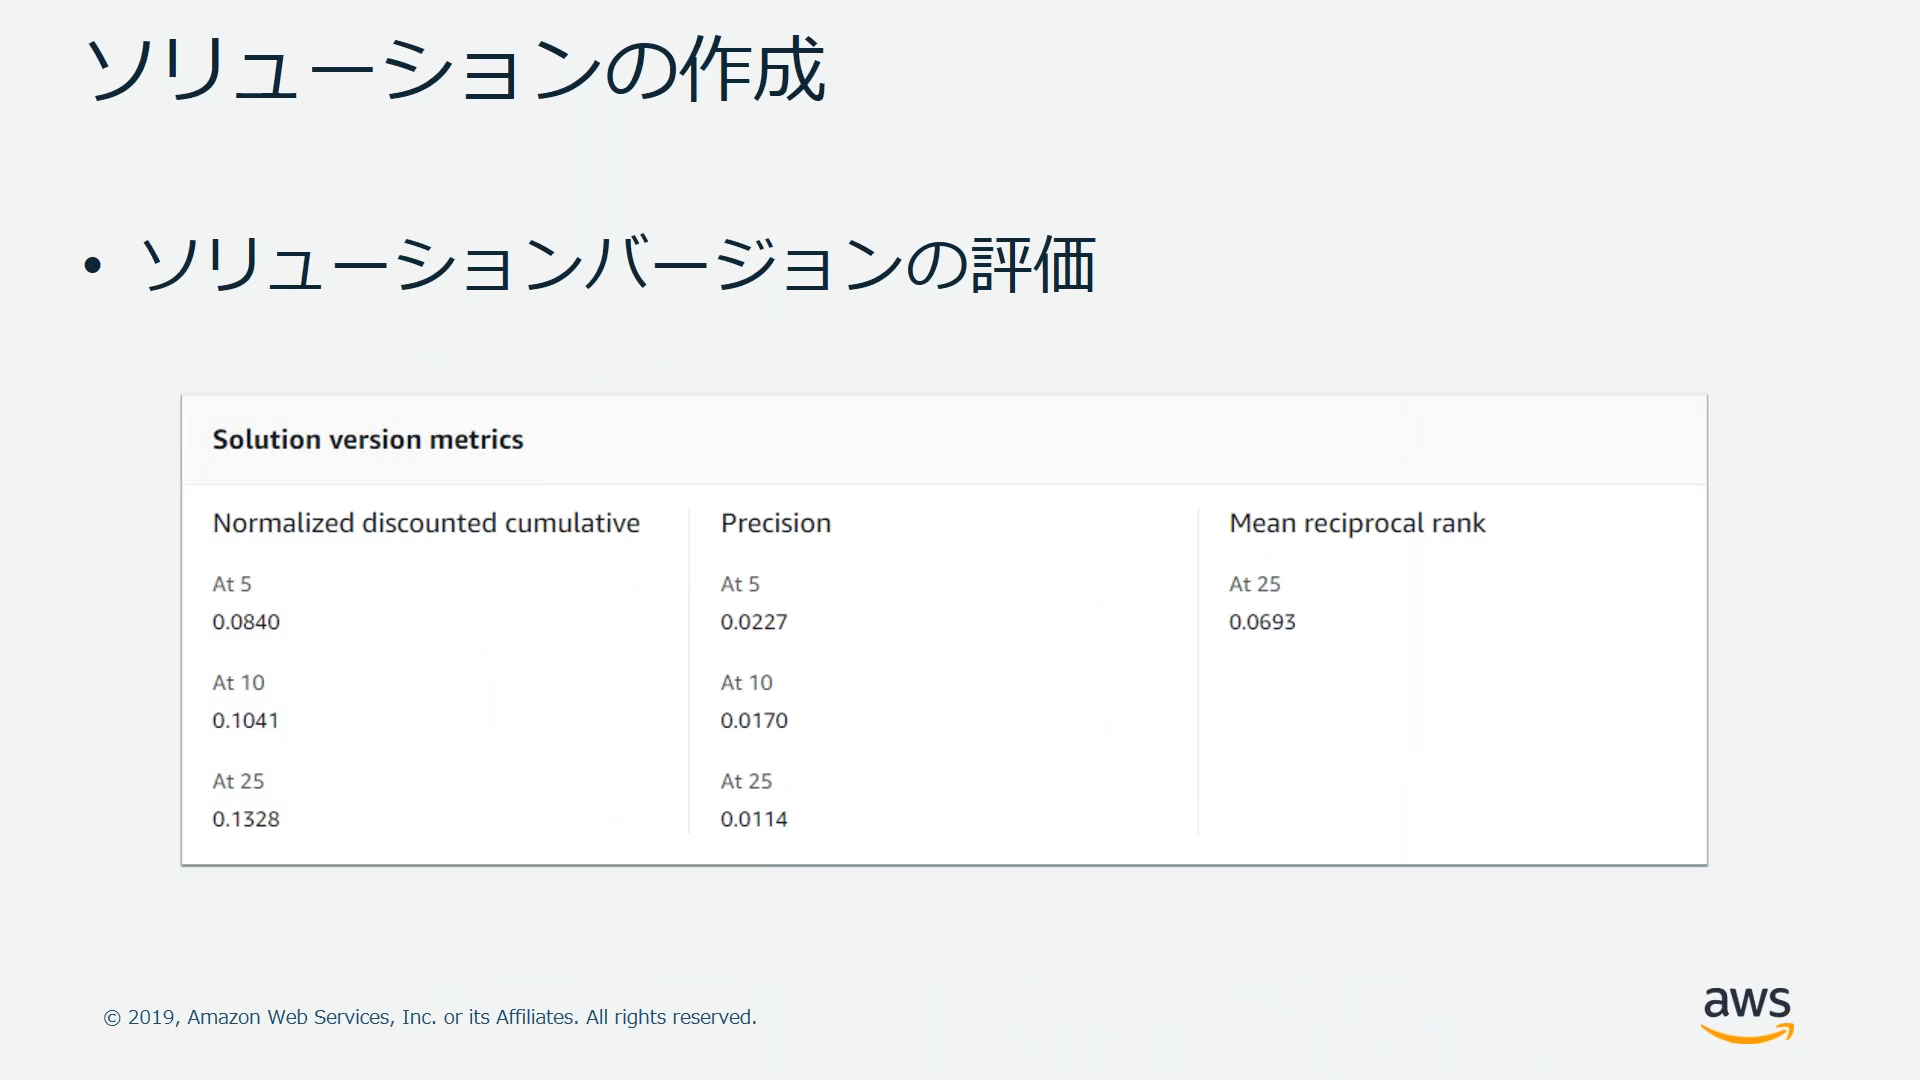 ソリューションの作成
• ソリューションバージョンの評価
Solution version metrics
Normalized discounted cumulative
At 5
0.0840
At 10
0.1041
At 25
0.1328
Precision
At 5
0.0227
At 10
0.0170
At 25
0.0114
Mean reciprocal rank
At 25
0.0693
© 2019, Amazon Web Services, Inc. or its Affiliates. All rights reserved.
aws